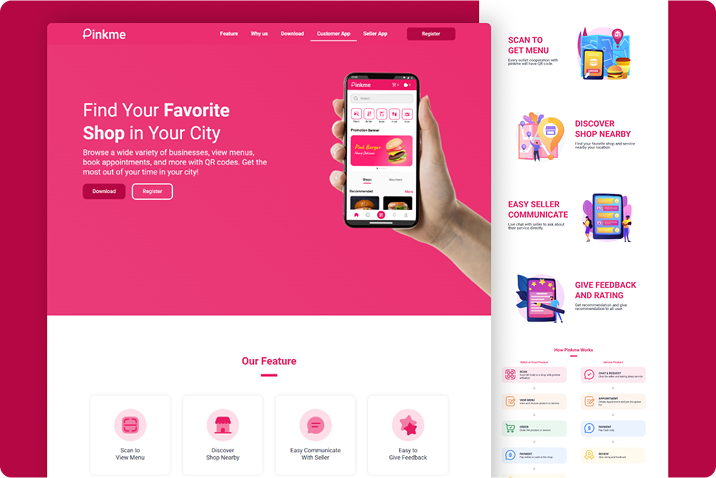 Pinkme
Feature Why us Download Customer App Seller App Register
Find Your Favorite
Shop in Your City
Browse a wide variety of businesses, view menus,
book appointments, and more with QR codes. Get the
most out of your time in your city!
Download Register
Pinkme
Search
Promotion Banner
Pink Burger
Recommended More
Our Feature
Scan to
View Menu
Discover
Shop Nearby
Easy Communicate
With Seller
Easy to
Give Feedback
SCAN TO
GET MENU
Every outlet cooperation with
pinkme will have QR code.
DISCOVER
SHOP NEARBY
Find your favorite shop and service
nearby your location
EASY SELLER
COMMUNICATE
Live chat with seller to ask about
their service directly.
GIVE FEEDBACK
AND RATING
Get recommendation and give
recommendation to all user
How Pinkme Works
SCAN
CHAT & REQUEST
VIEW MENU
APPOINTMENT
ORDER
PAYMENT
PAYMENT
REVIEW